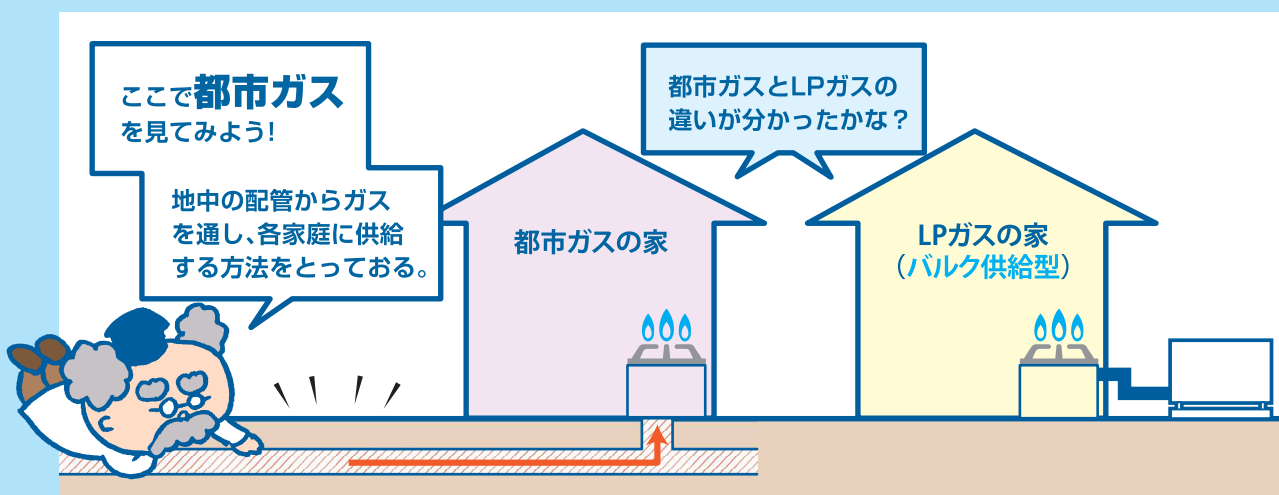 ここで都市ガス
を見てみよう!
地中の配管からガス
を通し、各家庭に供給
する方法をとっておる。
都市ガスとLPガスの
違いが分かったかな？
都市ガスの家
LPガスの家
（バルク供給型）